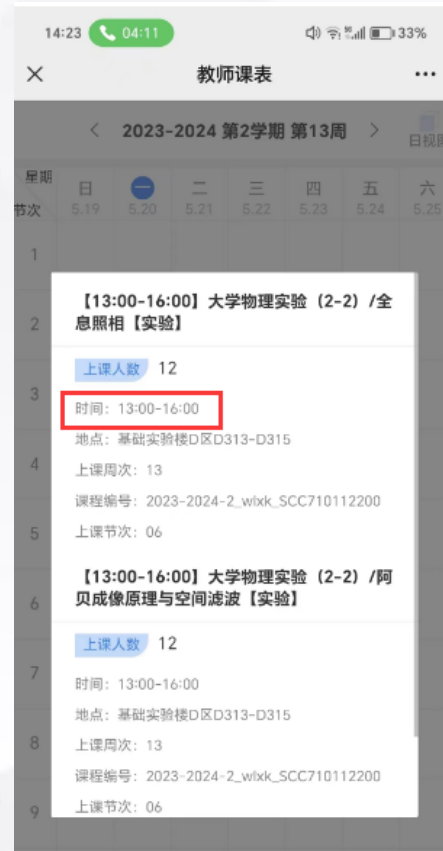 14:23 04:11 33%
教师课表
2023-2024 第2学期 第13周
日视图
星期
节次
日 一 二 三 四 五 六
5.19 5.20 5.21 5.22 5.23 5.24 5.25
1
2
3
4
5
6
7
8
9
【13:00-16:00】大学物理实验（2-2）/全
息照相【实验】
上课人数 12
时间：13:00-16:00
地点：基础实验楼D区D313-D315
上课周次：13
课程编号：2023-2024-2_wlxk_SCC710112200
上课节次：06
【13:00-16:00】大学物理实验（2-2）/阿
贝成像原理与空间滤波【实验】
上课人数 12
时间：13:00-16:00
地点：基础实验楼D区D313-D315
上课周次：13
课程编号：2023-2024-2_wlxk_SCC710112200
上课节次：06